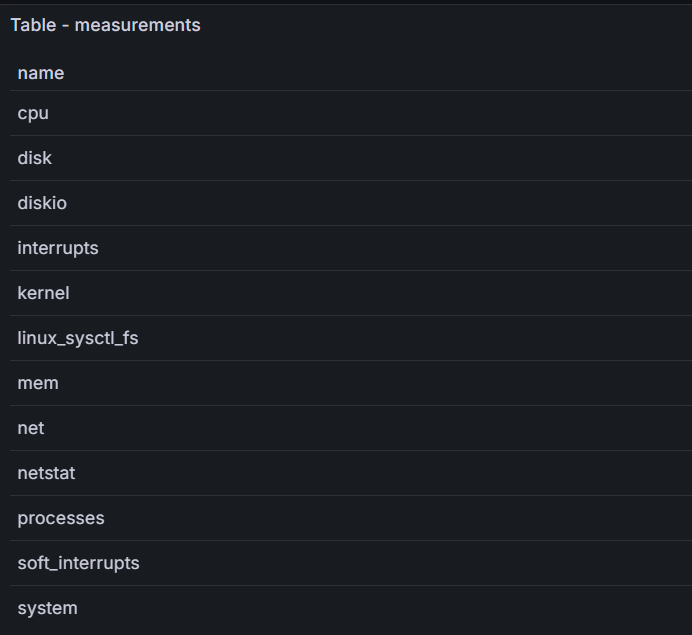 Table - measurements
name
cpu
disk
diskio
interrupts
kernel
linux_sysctl_fs
mem
net
netstat
processes
soft_interrupts
system